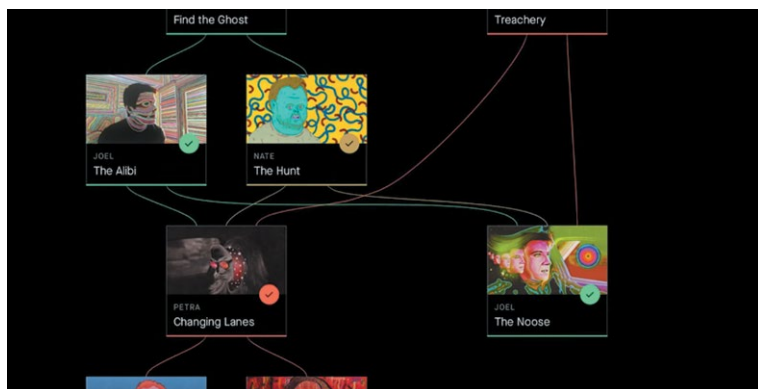 Find the Ghost
Treachery
JOEL
The Alibi
NATE
The Hunt
PETRA
Changing Lanes
JOEL
The Noose